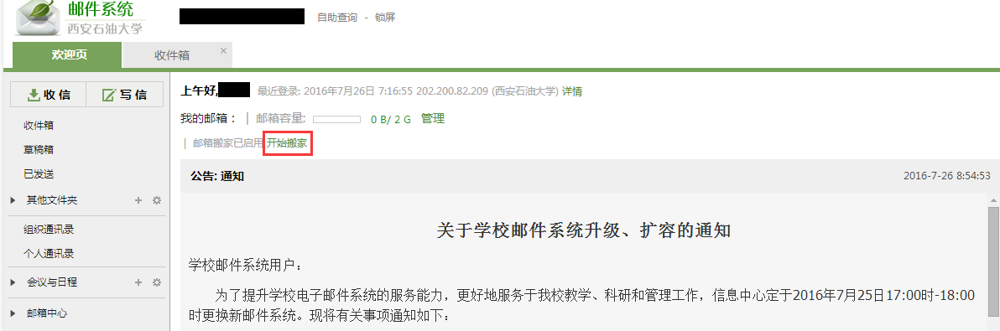 邮件系统
西安石油大学
自助查询 - 锁屏
欢迎页
收件箱 ×
收信 写信
上午好, 最近登录: 2016年7月26日 7:16:55 202.200.82.209 (西安石油大学) 详情
我的邮箱： | 邮箱容量: 0 B/ 2 G 管理
| 邮箱搬家已启用 开始搬家
收件箱
草稿箱
已发送
其他文件夹
组织通讯录
个人通讯录
会议与日程
邮箱中心
公告: 通知 2016-7-26 8:54:53
关于学校邮件系统升级、扩容的通知
学校邮件系统用户：
为了提升学校电子邮件系统的服务能力，更好地服务于我校教学、科研和管理工作，信息中心定于2016年7月25日17:00时-18:00
时更换新邮件系统。现将有关事项通知如下：